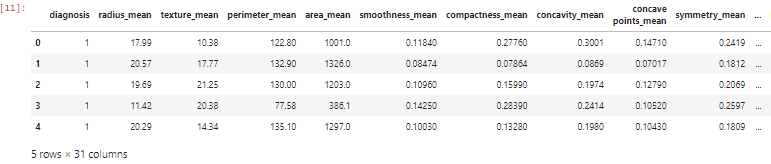 [11]:
diagnosis radius_mean texture_mean perimeter_mean area_mean smoothness_mean compactness_mean concavity_mean concave points_mean symmetry_mean ...
0 1 17.99 10.38 122.80 1001.0 0.11840 0.27760 0.3001 0.14710 0.2419 ...
1 1 20.57 17.77 132.90 1326.0 0.08474 0.07864 0.0869 0.07017 0.1812 ...
2 1 19.69 21.25 130.00 1203.0 0.10960 0.15990 0.1974 0.12790 0.2069 ...
3 1 11.42 20.38 77.58 386.1 0.14250 0.28390 0.2414 0.10520 0.2597 ...
4 1 20.29 14.34 135.10 1297.0 0.10030 0.13280 0.1980 0.10430 0.1809 ...
5 rows × 31 columns